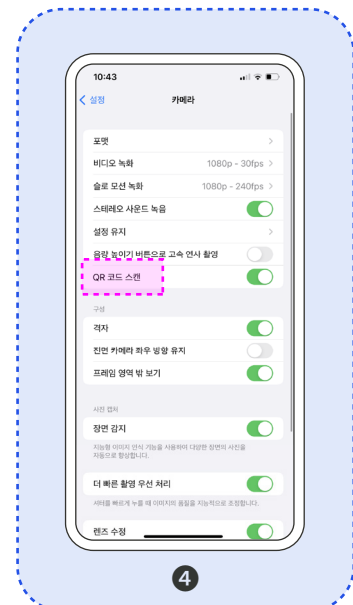 10:43
설정
카메라
포맷
비디오 녹화 1080p - 30fps
슬로 모션 녹화 1080p - 240fps
스테레오 사운드 녹음
설정 유지
음량 높이기 버튼으로 고속 연사 촬영
QR 코드 스캔
구성
격자
전면 카메라 좌우 방향 유지
프레임 영역 밖 보기
사진 캡처
장면 감지
지능형 이미지 인식 기능을 사용하여 다양한 장면의 사진을
자동으로 향상합니다.
더 빠른 촬영 우선 처리
셔터를 빠르게 누를 때 이미지의 품질을 지능적으로 조정합니다.
렌즈 수정
4